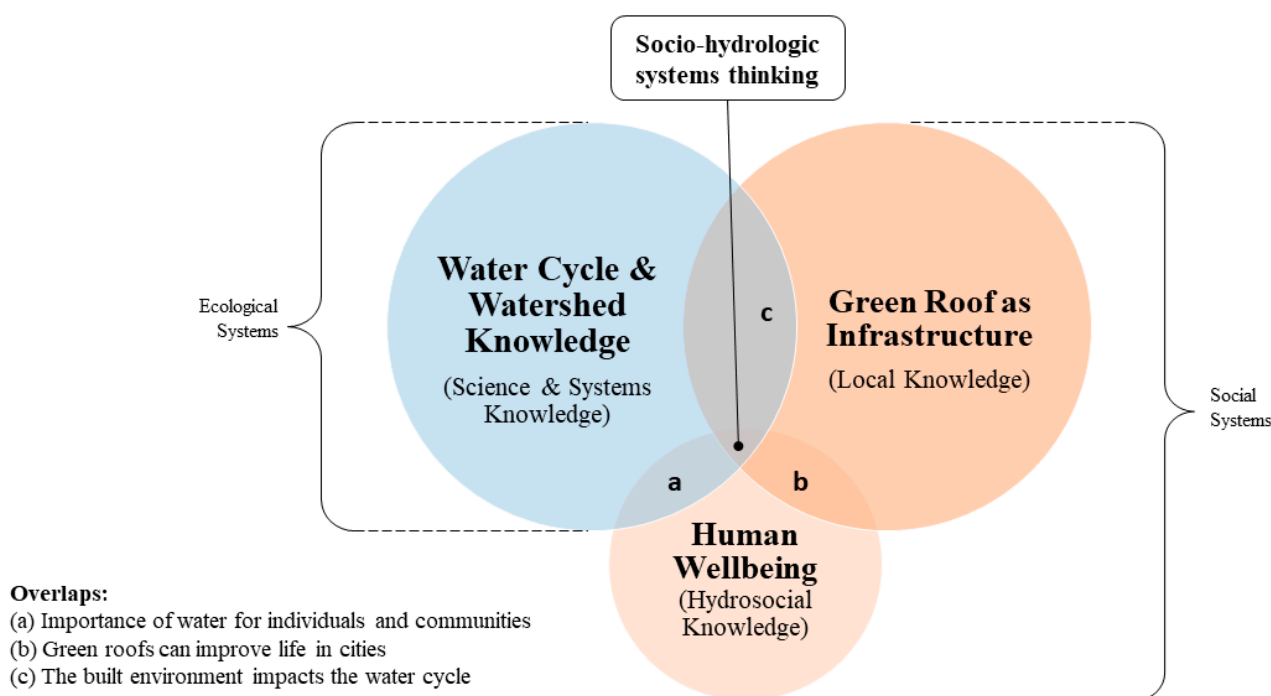 Socio-hydrologic
systems thinking
Water Cycle &
Watershed
Knowledge
(Science & Systems
Knowledge)
Green Roof as
Infrastructure
(Local Knowledge)
Ecological
Systems
Social
Systems
c
a
b
Human
Wellbeing
(Hydrosocial
Knowledge)
Overlaps:
(a) Importance of water for individuals and communities
(b) Green roofs can improve life in cities
(c) The built environment impacts the water cycle